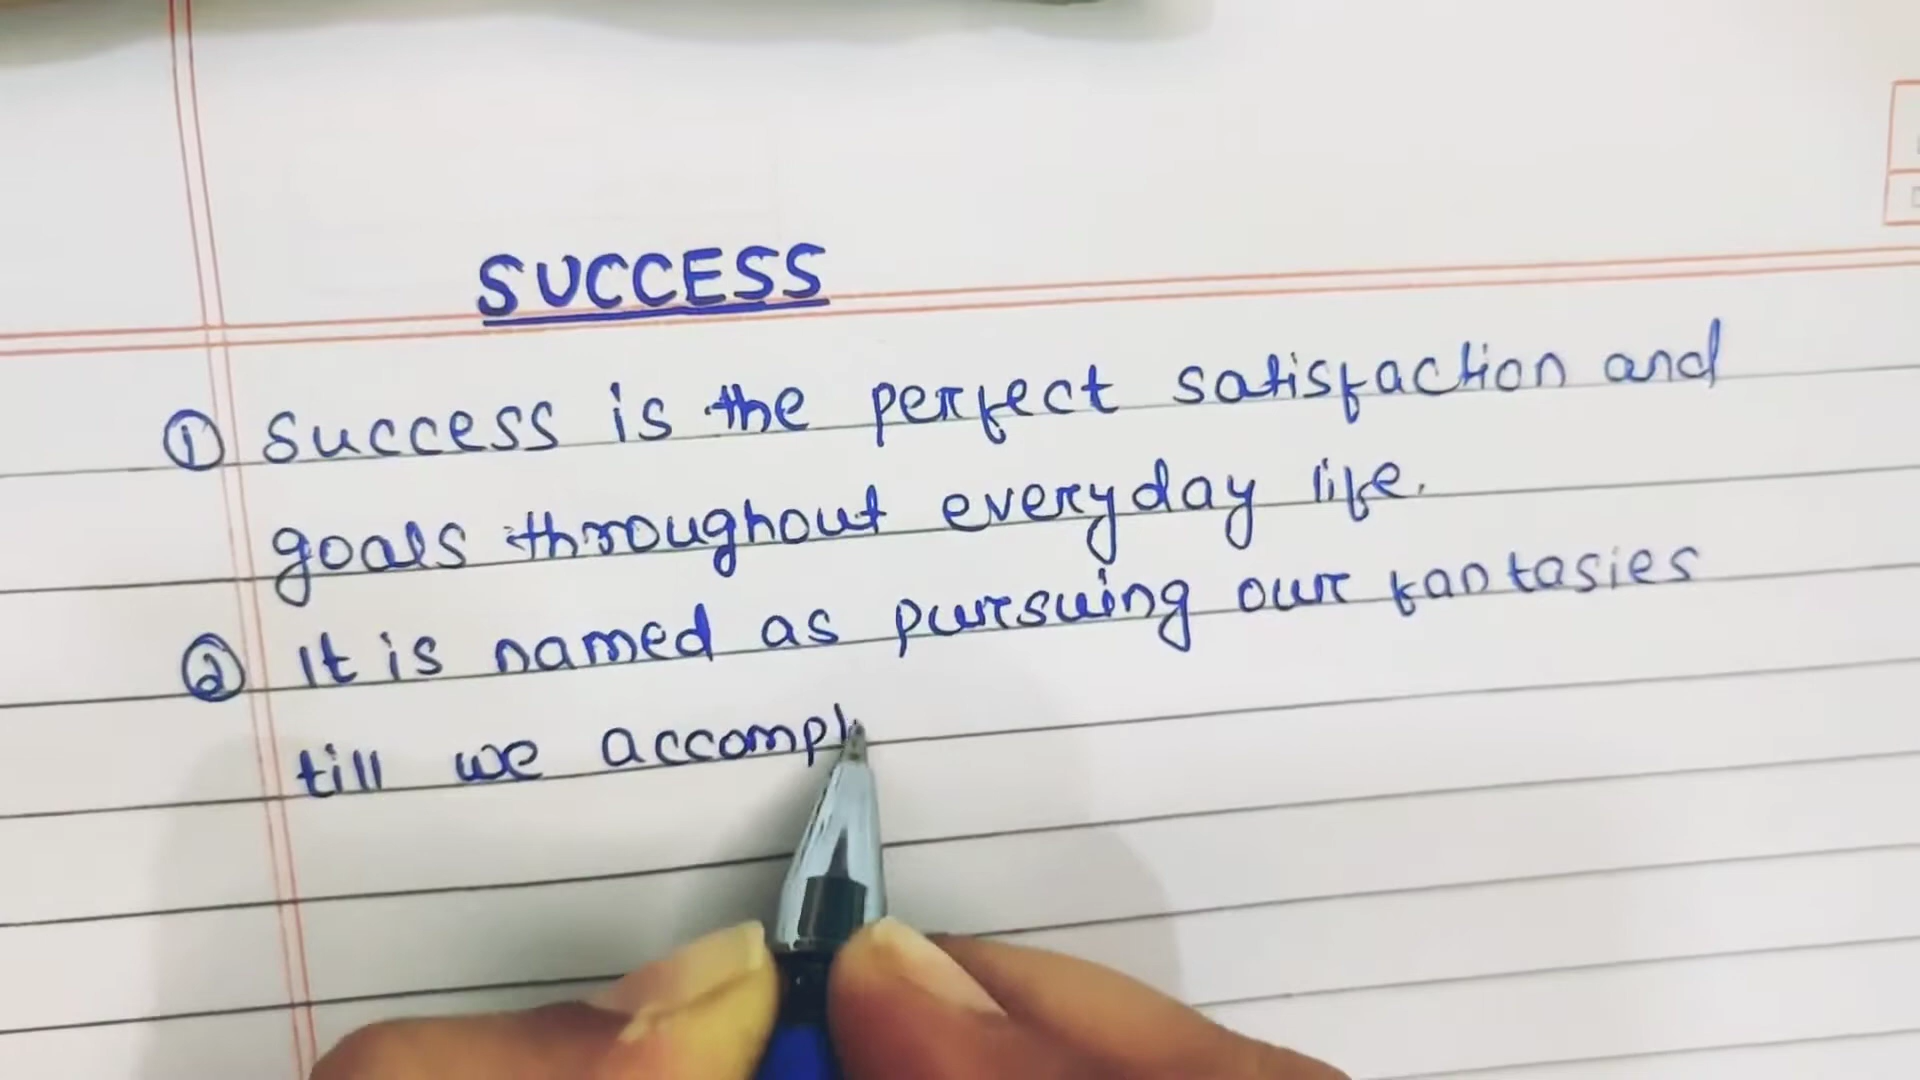 SUCCESS
① Success is the perfect satisfaction and
goals throughout everyday life.
② It is named as pursuing our fantasies
till we accompl